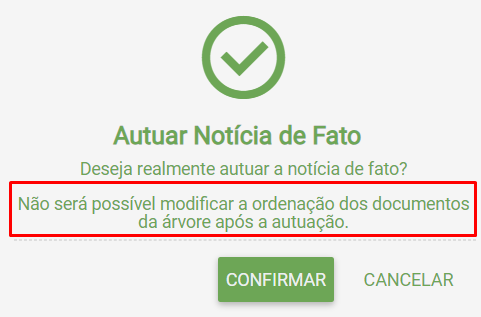 Autuar Notícia de Fato
Deseja realmente autuar a notícia de fato?
Não será possível modificar a ordenação dos documentos
da árvore após a autuação.
CONFIRMAR CANCELAR